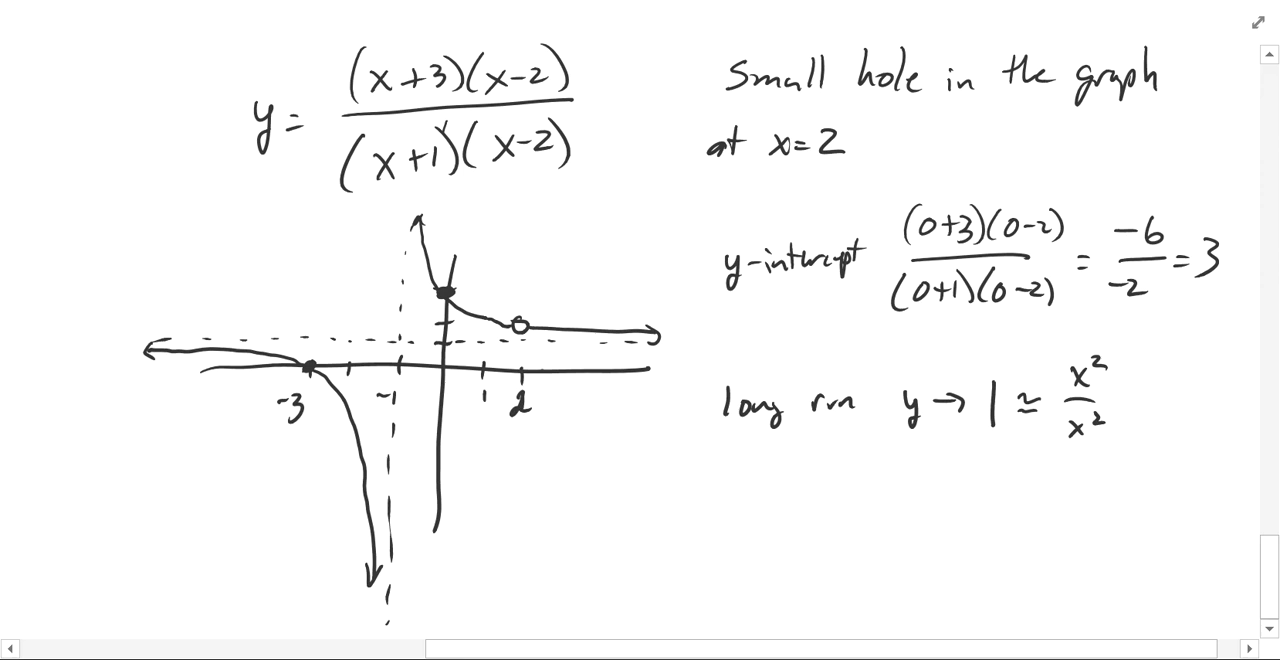 y = (x+3)(x-2) / (x+1)(x-2)
Small hole in the graph
at x=2
y-intercept (0+3)(0-2) / (0+1)(0-2) = -6 / -2 = 3
-3 -1 1 2
long run y → 1 ≃ x² / x²